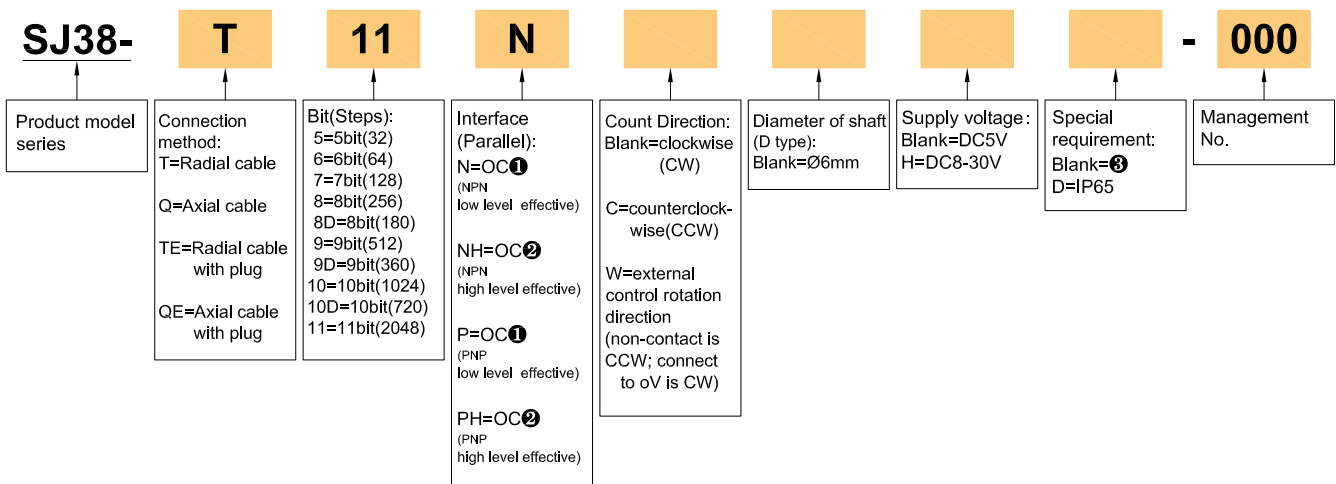 SJ38- T 11 N - 000
Product model
series
Connection
method:
T=Radial cable
Q=Axial cable
TE=Radial cable
with plug
QE=Axial cable
with plug
Bit(Steps):
5=5bit(32)
6=6bit(64)
7=7bit(128)
8=8bit(256)
8D=8bit(180)
9=9bit(512)
9D=9bit(360)
10=10bit(1024)
10D=10bit(720)
11=11bit(2048)
Interface
(Parallel):
N=OC❶
(NPN
low level effective)
NH=OC❷
(NPN
high level effective)
P=OC❶
(PNP
low level effective)
PH=OC❷
(PNP
high level effective)
Count Direction:
Blank=clockwise
(CW)
C=counterclock-
wise(CCW)
W=external
control rotation
direction
(non-contact is
CCW; connect
to oV is CW)
Diameter of shaft
(D type):
Blank=Ø6mm
Supply voltage:
Blank=DC5V
H=DC8-30V
Special
requirement:
Blank=❸
D=IP65
Management
No.